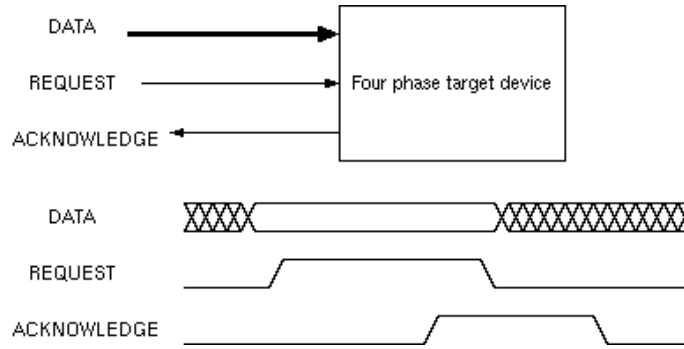 DATA
REQUEST
Four phase target device
ACKNOWLEDGE
DATA
REQUEST
ACKNOWLEDGE